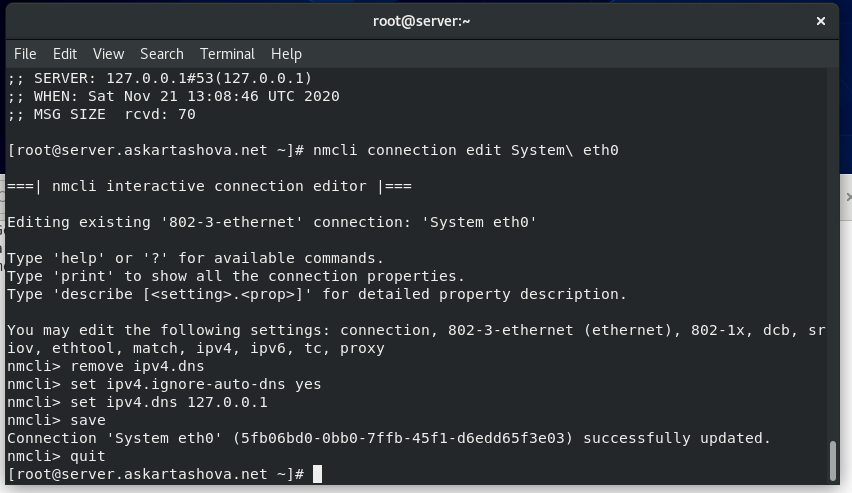 root@server:~
File Edit View Search Terminal Help
;; SERVER: 127.0.0.1#53(127.0.0.1)
;; WHEN: Sat Nov 21 13:08:46 UTC 2020
;; MSG SIZE  rcvd: 70
[root@server.askartashova.net ~]# nmcli connection edit System\ eth0
===| nmcli interactive connection editor |===
Editing existing '802-3-ethernet' connection: 'System eth0'
Type 'help' or '?' for available commands.
Type 'print' to show all the connection properties.
Type 'describe [<setting>.<prop>]' for detailed property description.
You may edit the following settings: connection, 802-3-ethernet (ethernet), 802-1x, dcb, sr
iov, ethtool, match, ipv4, ipv6, tc, proxy
nmcli> remove ipv4.dns
nmcli> set ipv4.ignore-auto-dns yes
nmcli> set ipv4.dns 127.0.0.1
nmcli> save
Connection 'System eth0' (5fb06bd0-0bb0-7ffb-45f1-d6edd65f3e03) successfully updated.
nmcli> quit
[root@server.askartashova.net ~]#